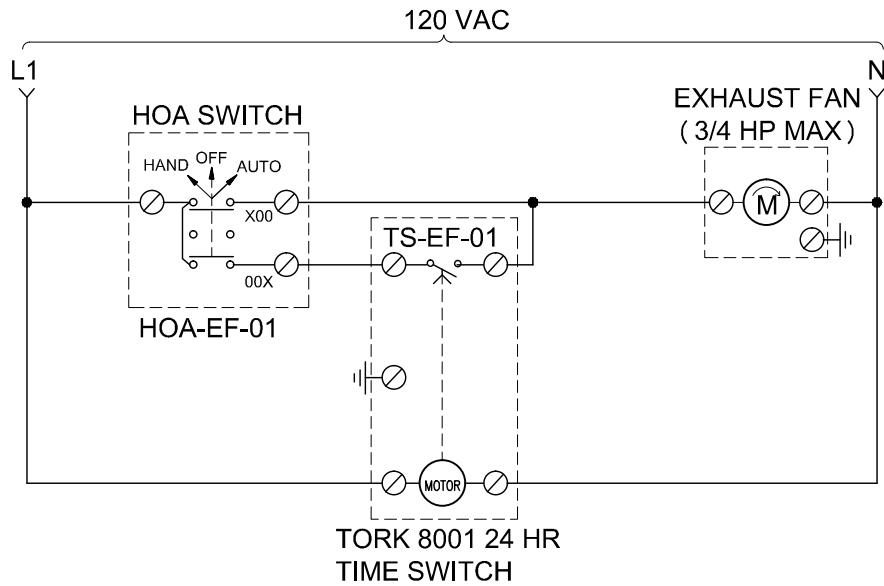 120 VAC
L1
N
HOA SWITCH
HAND
OFF
AUTO
X00
00X
HOA-EF-01
TS-EF-01
EXHAUST FAN
( 3/4 HP MAX )
M
MOTOR
TORK 8001 24 HR
TIME SWITCH